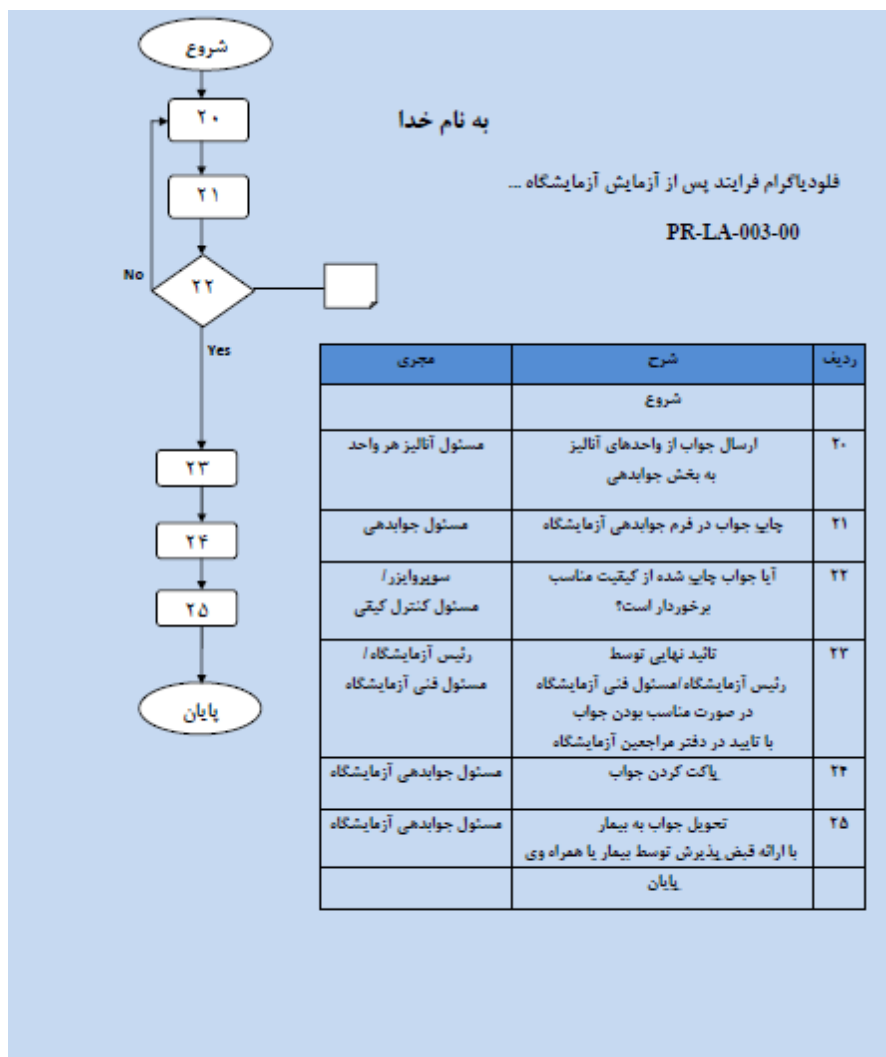 شروع
۲۰
۲۱
۲۲
No
Yes
۲۳
۲۴
۲۵
پایان
به نام خدا
فلودیاگرام فرایند پس از آزمایش آزمایشگاه ...
PR-LA-003-00
ردیف شرح مجری
شروع
۲۰ ارسال جواب از واحدهای آنالیز مسئول آنالیز هر واحد
به بخش جوابدهی
۲۱ چاپ جواب در فرم جوابدهی آزمایشگاه مسئول جوابدهی
۲۲ آیا جواب چاپ شده از کیفیت مناسب سوپروایزر/
برخوردار است؟ مسئول کنترل کیفی
۲۳ تائید نهایی توسط رئیس آزمایشگاه/
رئیس آزمایشگاه/مسئول فنی آزمایشگاه مسئول فنی آزمایشگاه
در صورت مناسب بودن جواب
با تایید در دفتر مراجعین آزمایشگاه
۲۴ پاکت کردن جواب مسئول جوابدهی آزمایشگاه
۲۵ تحویل جواب به بیمار مسئول جوابدهی آزمایشگاه
با ارائه قبض پذیرش توسط بیمار یا همراه وی
پایان